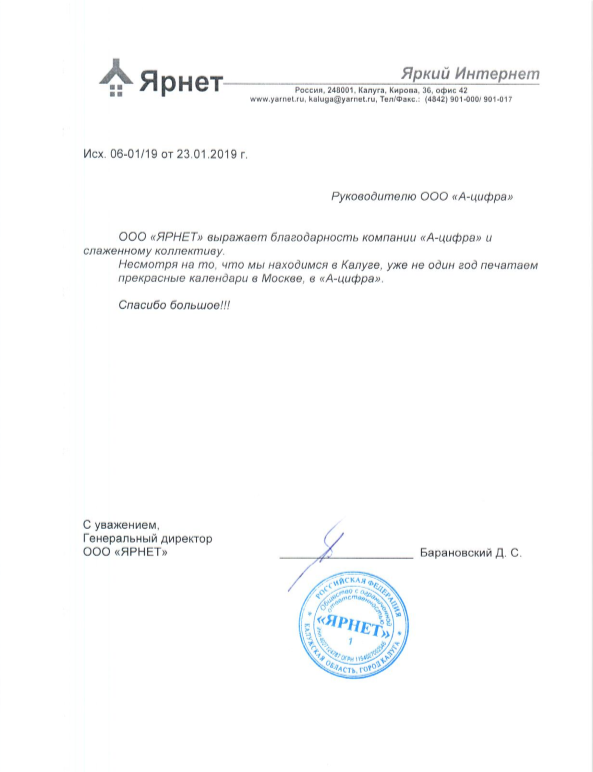 Ярнет
Яркий Интернет
Россия, 248001, Калуга, Кирова, 36, офис 42
www.yarnet.ru, kaluga@yarnet.ru, Тел/Факс.: (4842) 901-000/ 901-017
Исх. 06-01/19 от 23.01.2019 г.
Руководителю ООО «А-цифра»
ООО «ЯРНЕТ» выражает благодарность компании «А-цифра» и
слаженному коллективу.
Несмотря на то, что мы находимся в Калуге, уже не один год печатаем
прекрасные календари в Москве, в «А-цифра».
Спасибо большое!!!
С уважением,
Генеральный директор
ООО «ЯРНЕТ»
Барановский Д. С.
РОССИЙСКАЯ ФЕДЕРАЦИЯ
Общество с ограниченной
ответственностью
«ЯРНЕТ»
1
КАЛУЖСКАЯ ОБЛАСТЬ, ГОРОД КАЛУГА